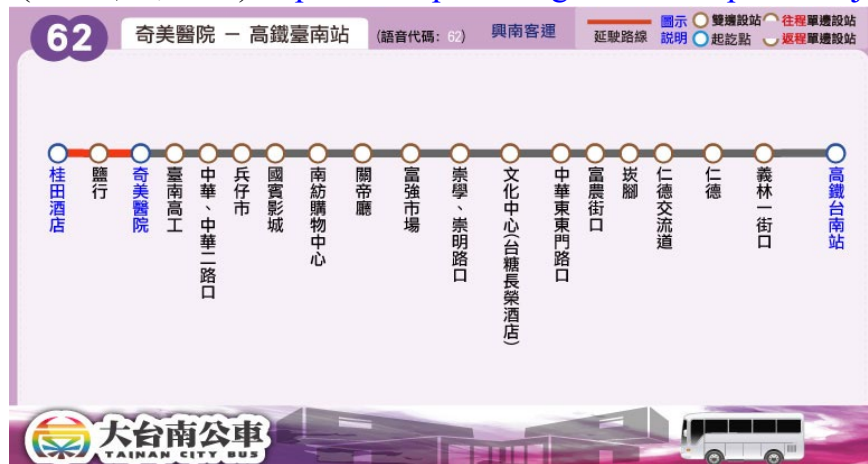 62
奇美醫院 － 高鐵臺南站
(語音代碼：62)
興南客運
延駛路線
圖示
說明
雙邊設站
往程單邊設站
起訖點
返程單邊設站
桂田酒店
鹽行
奇美醫院
臺南高工
中華、中華二路口
兵仔市
國賓影城
南紡購物中心
關帝廳
富強市場
崇學、崇明路口
文化中心(台糖長榮酒店)
中華東東門路口
富農街口
崁腳
仁德交流道
仁德
義林一街口
高鐵台南站
大台南公車
TAINAN CITY BUS